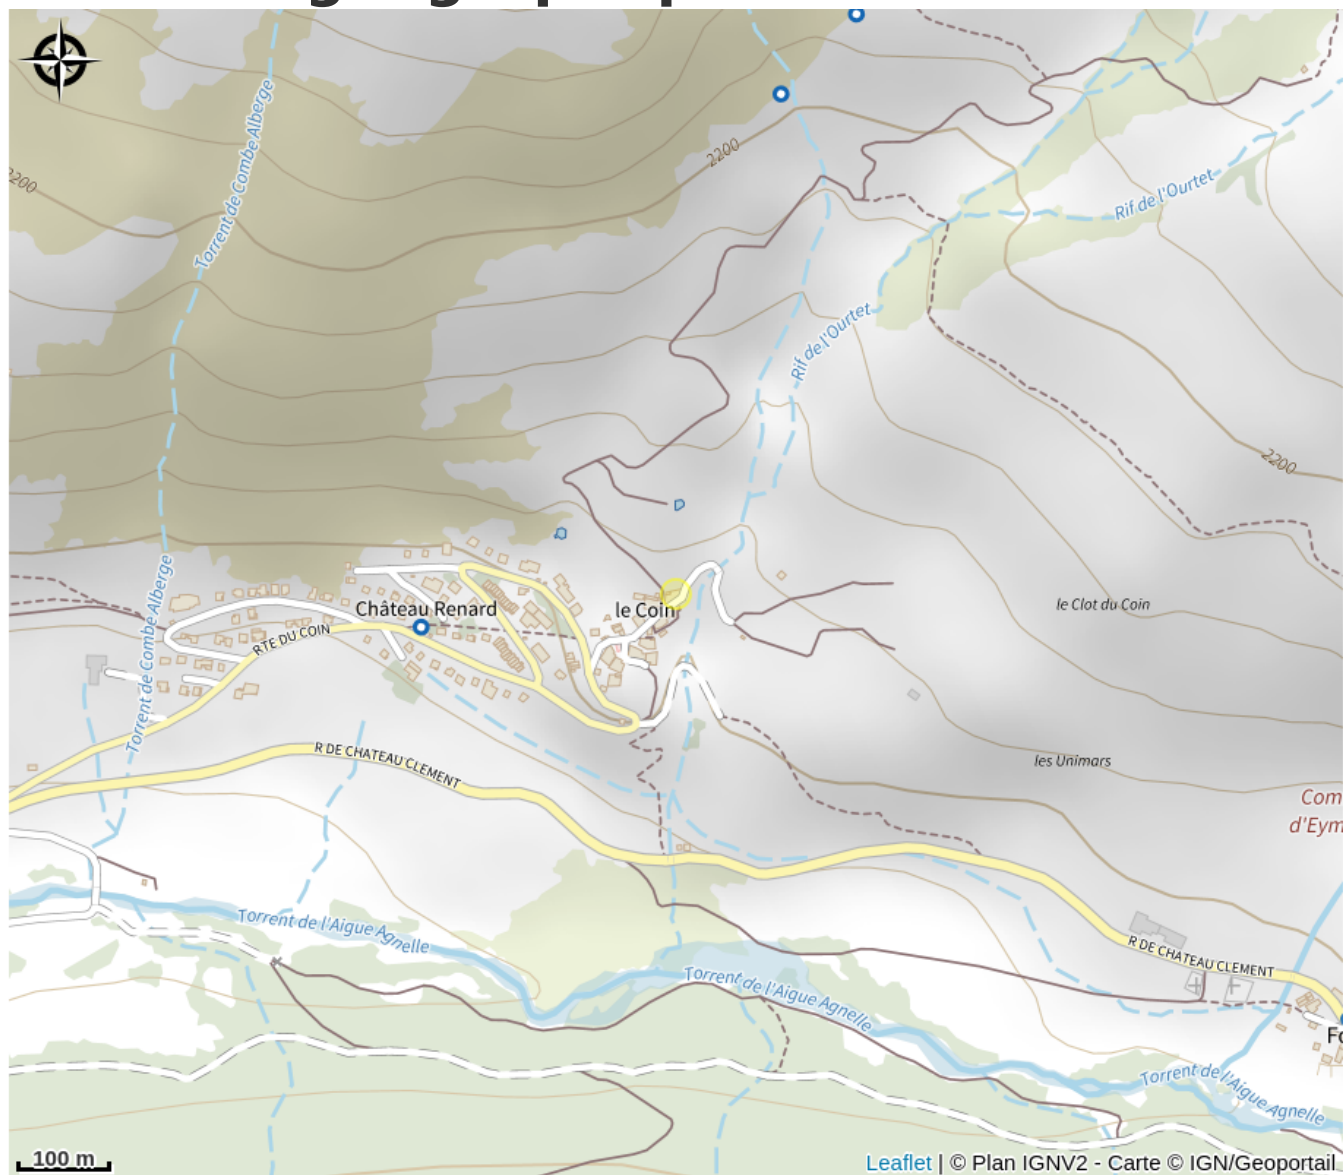 Torrent de Combe Alberge
2200
2200
Rif de l'Ourtet
Rif de l'Ourtet
2200
Torrent de Combe Alberge
Château Renard
le Coin
le Clot du Coin
RTE DU COIN
les Unimars
R DE CHATEAU CLEMENT
Com
d'Eym
Torrent de l'Aigue Agnelle
R DE CHATEAU CLEMENT
Torrent de l'Aigue Agnelle
Fo
Torrent de l'Aigue Agnelle
100 m
Leaflet | © Plan IGNV2 - Carte © IGN/Geoportail